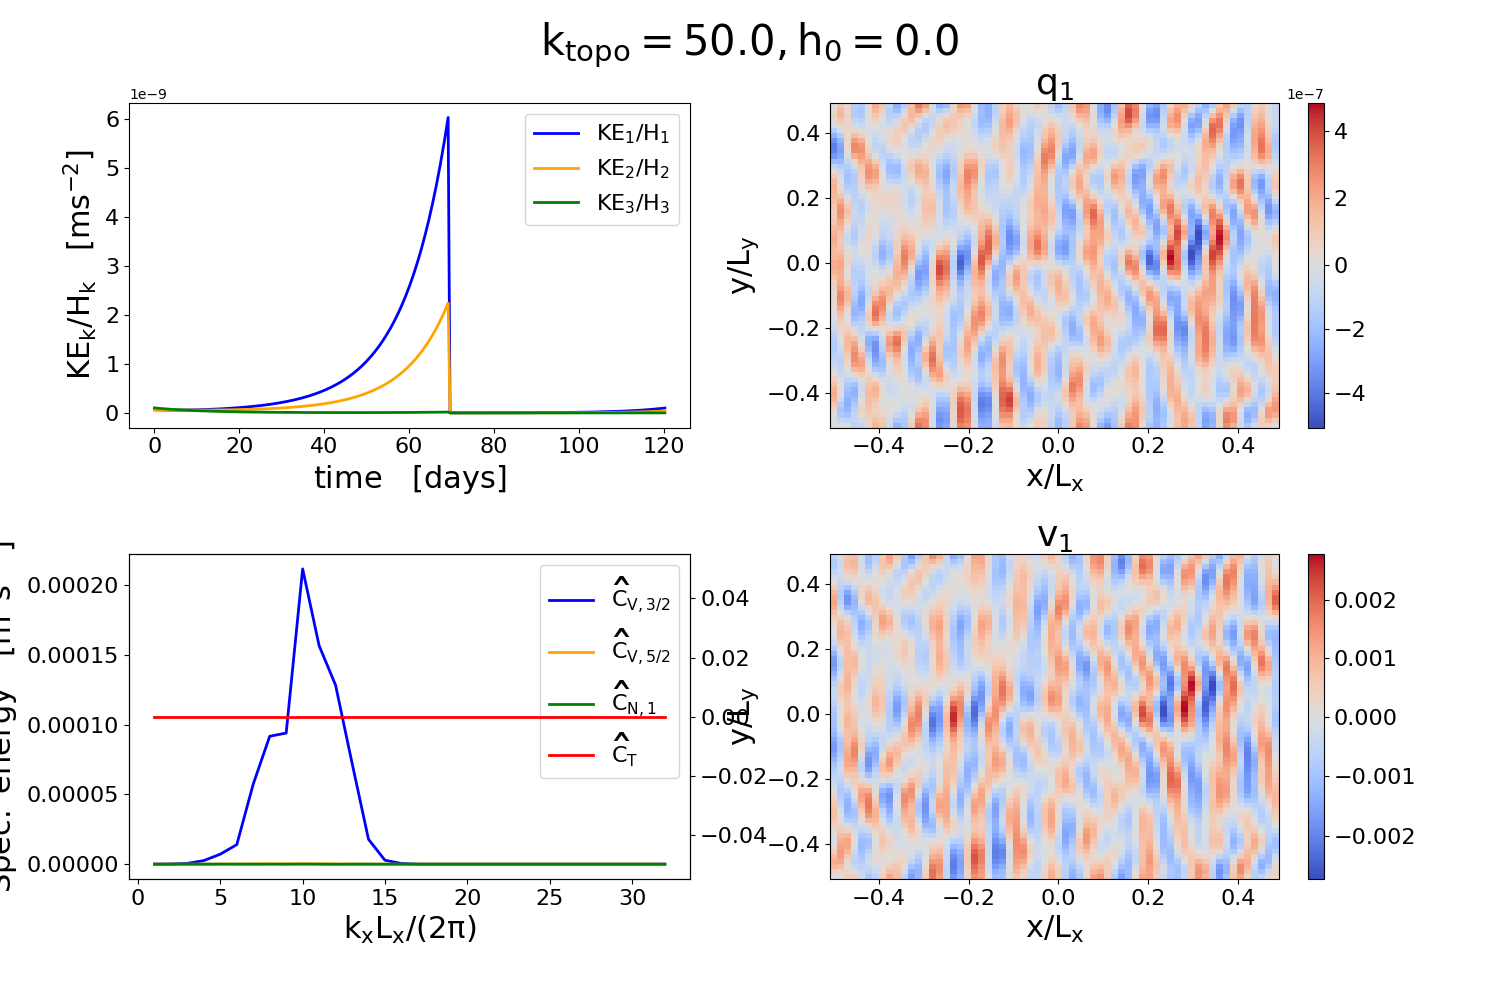 k_topo = 50.0, h_0 = 0.0
1e−9
KE_k/H_k [ms^−2]
6
5
4
3
2
1
0
KE_1/H_1
KE_2/H_2
KE_3/H_3
0 20 40 60 80 100 120
time [days]
q_1
1e−7
y/L_y
0.4
0.2
0.0
−0.2
−0.4
−0.4 −0.2 0.0 0.2 0.4
x/L_x
4
2
0
−2
−4
Spec. energy [m s
0.00020
0.00015
0.00010
0.00005
0.00000
Ĉ_V,3/2
Ĉ_V,5/2
Ĉ_N,1
Ĉ_T
0.04
0.02
0.00
−0.02
−0.04
0 5 10 15 20 25 30
k_xL_x/(2π)
v_1
y/L_y
0.4
0.2
0.0
−0.2
−0.4
−0.4 −0.2 0.0 0.2 0.4
x/L_x
0.002
0.001
0.000
−0.001
−0.002